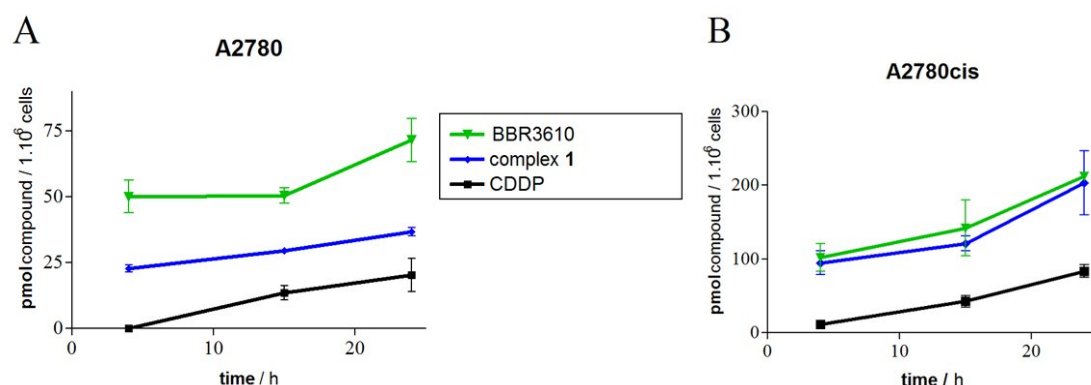 A
A2780
pmol compound / 1.10⁶ cells
75
50
25
0
0
10
20
time / h
BBR3610
complex 1
CDDP
B
A2780cis
pmol compound / 1.10⁶ cells
300
200
100
0
0
10
20
time / h